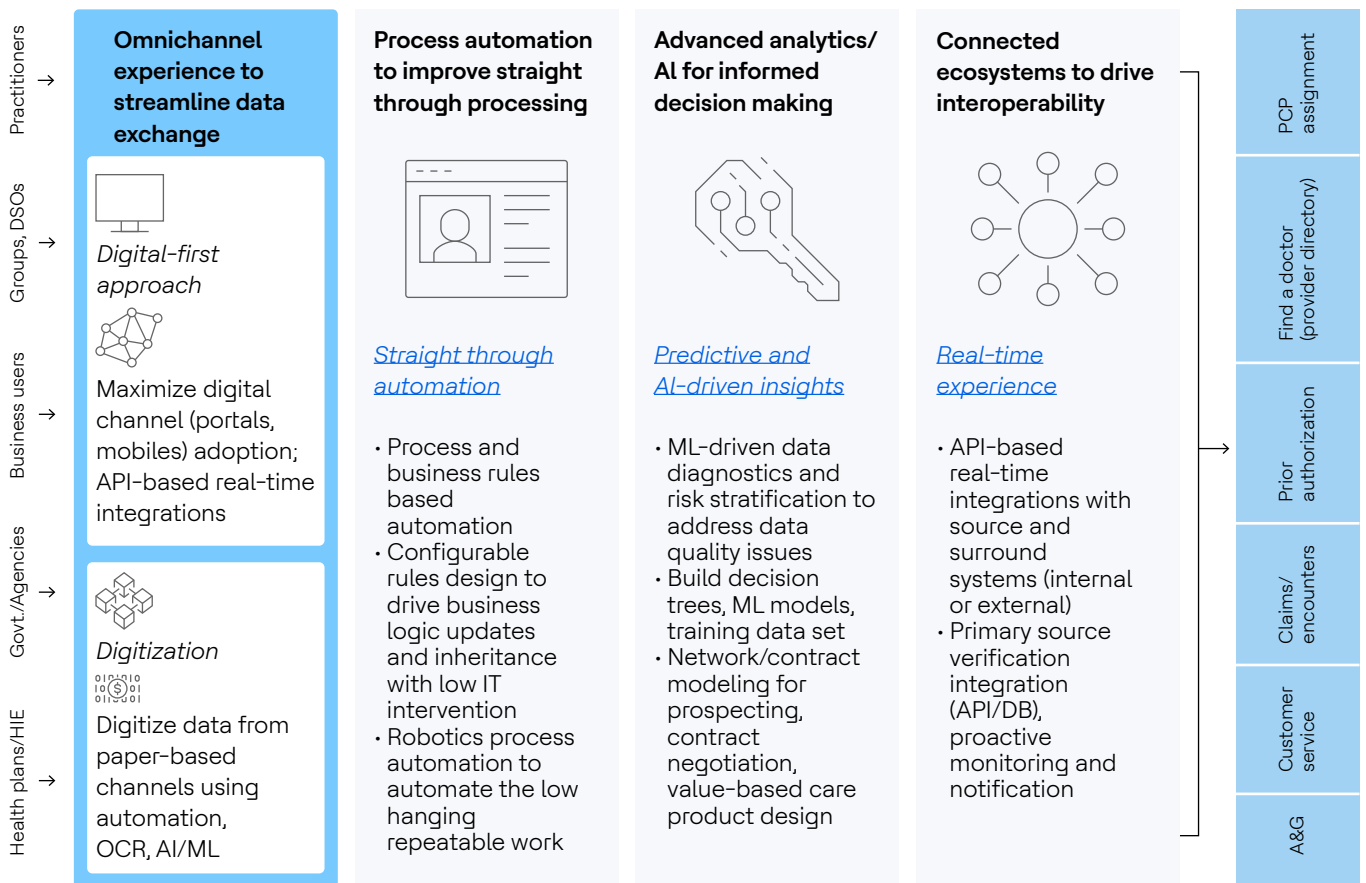 Practitioners
Groups, DSOs
Business users
Govt./Agencies
Health plans/HIE
Omnichannel
experience to
streamline data
exchange
Digital-first
approach
Maximize digital
channel (portals,
mobiles) adoption;
API-based real-time
integrations
Digitization
Digitize data from
paper-based
channels using
automation,
OCR, AI/ML
Process automation
to improve straight
through processing
Straight through
automation
• Process and
business rules
based
automation
• Configurable
rules design to
drive business
logic updates
and inheritance
with low IT
intervention
• Robotics process
automation to
automate the low
hanging
repeatable work
Advanced analytics/
AI for informed
decision making
Predictive and
AI-driven insights
• ML-driven data
diagnostics and
risk stratification to
address data
quality issues
• Build decision
trees, ML models,
training data set
• Network/contract
modeling for
prospecting,
contract
negotiation,
value-based care
product design
Connected
ecosystems to drive
interoperability
Real-time
experience
• API-based
real-time
integrations with
source and
surround
systems (internal
or external)
• Primary source
verification
integration
(API/DB),
proactive
monitoring and
notification
PCP
assignment
Find a doctor
(provider directory)
Prior
authorization
Claims/
encounters
Customer
service
A&G